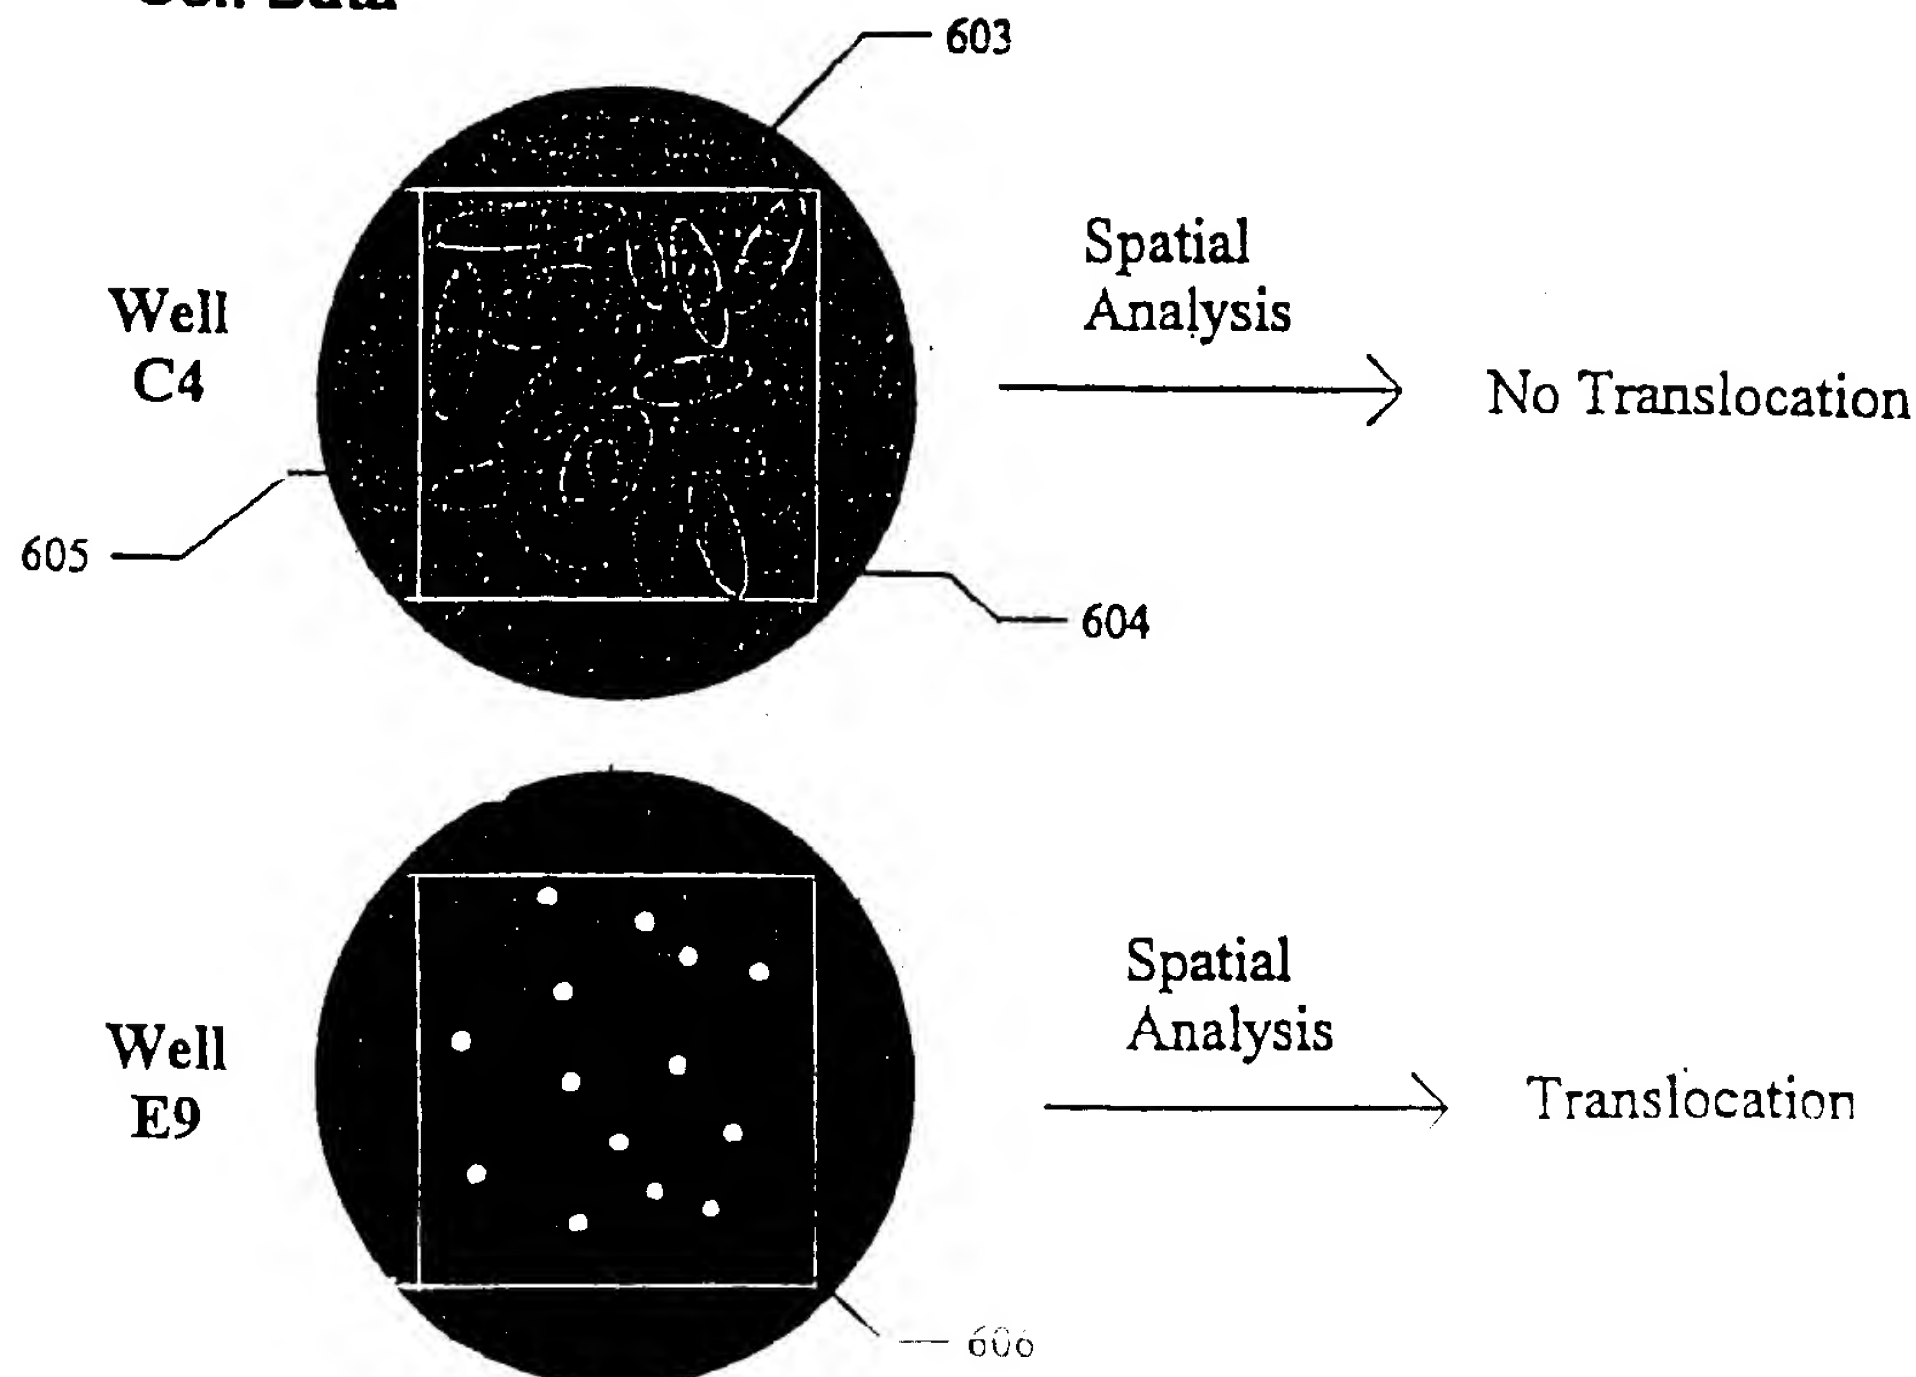 603
Well
C4
Spatial
Analysis
No Translocation
605
604
Well
E9
Spatial
Analysis
Translocation
606